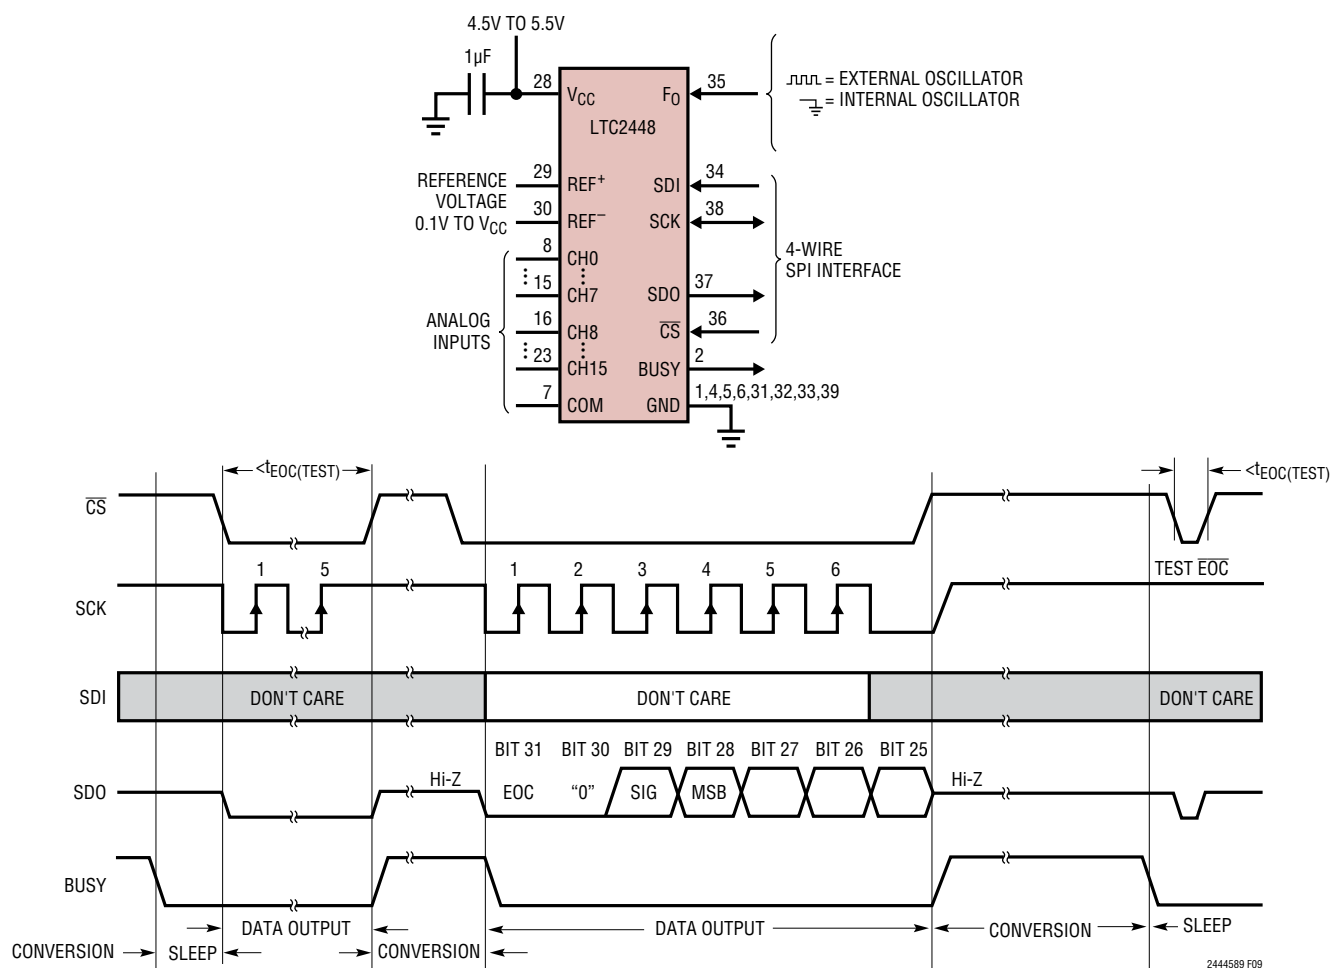 4.5V TO 5.5V
1µF
28
VCC
LTC2448
FO
35
= EXTERNAL OSCILLATOR
= INTERNAL OSCILLATOR
REFERENCE
VOLTAGE
0.1V TO VCC
29
REF+
30
REF–
SDI
34
SCK
38
4-WIRE
SPI INTERFACE
ANALOG
INPUTS
8
CH0
15
CH7
16
CH8
23
CH15
7
COM
SDO
37
CS
36
BUSY
2
GND
1,4,5,6,31,32,33,39
<tEOC(TEST)
<tEOC(TEST)
CS
TEST EOC
SCK
1
5
1
2
3
4
5
6
SDI
DON'T CARE
DON'T CARE
DON'T CARE
BIT 31
BIT 30
BIT 29
BIT 28
BIT 27
BIT 26
BIT 25
SDO
Hi-Z
EOC
“0”
SIG
MSB
Hi-Z
BUSY
CONVERSION
SLEEP
DATA OUTPUT
CONVERSION
DATA OUTPUT
CONVERSION
SLEEP
2444589 F09